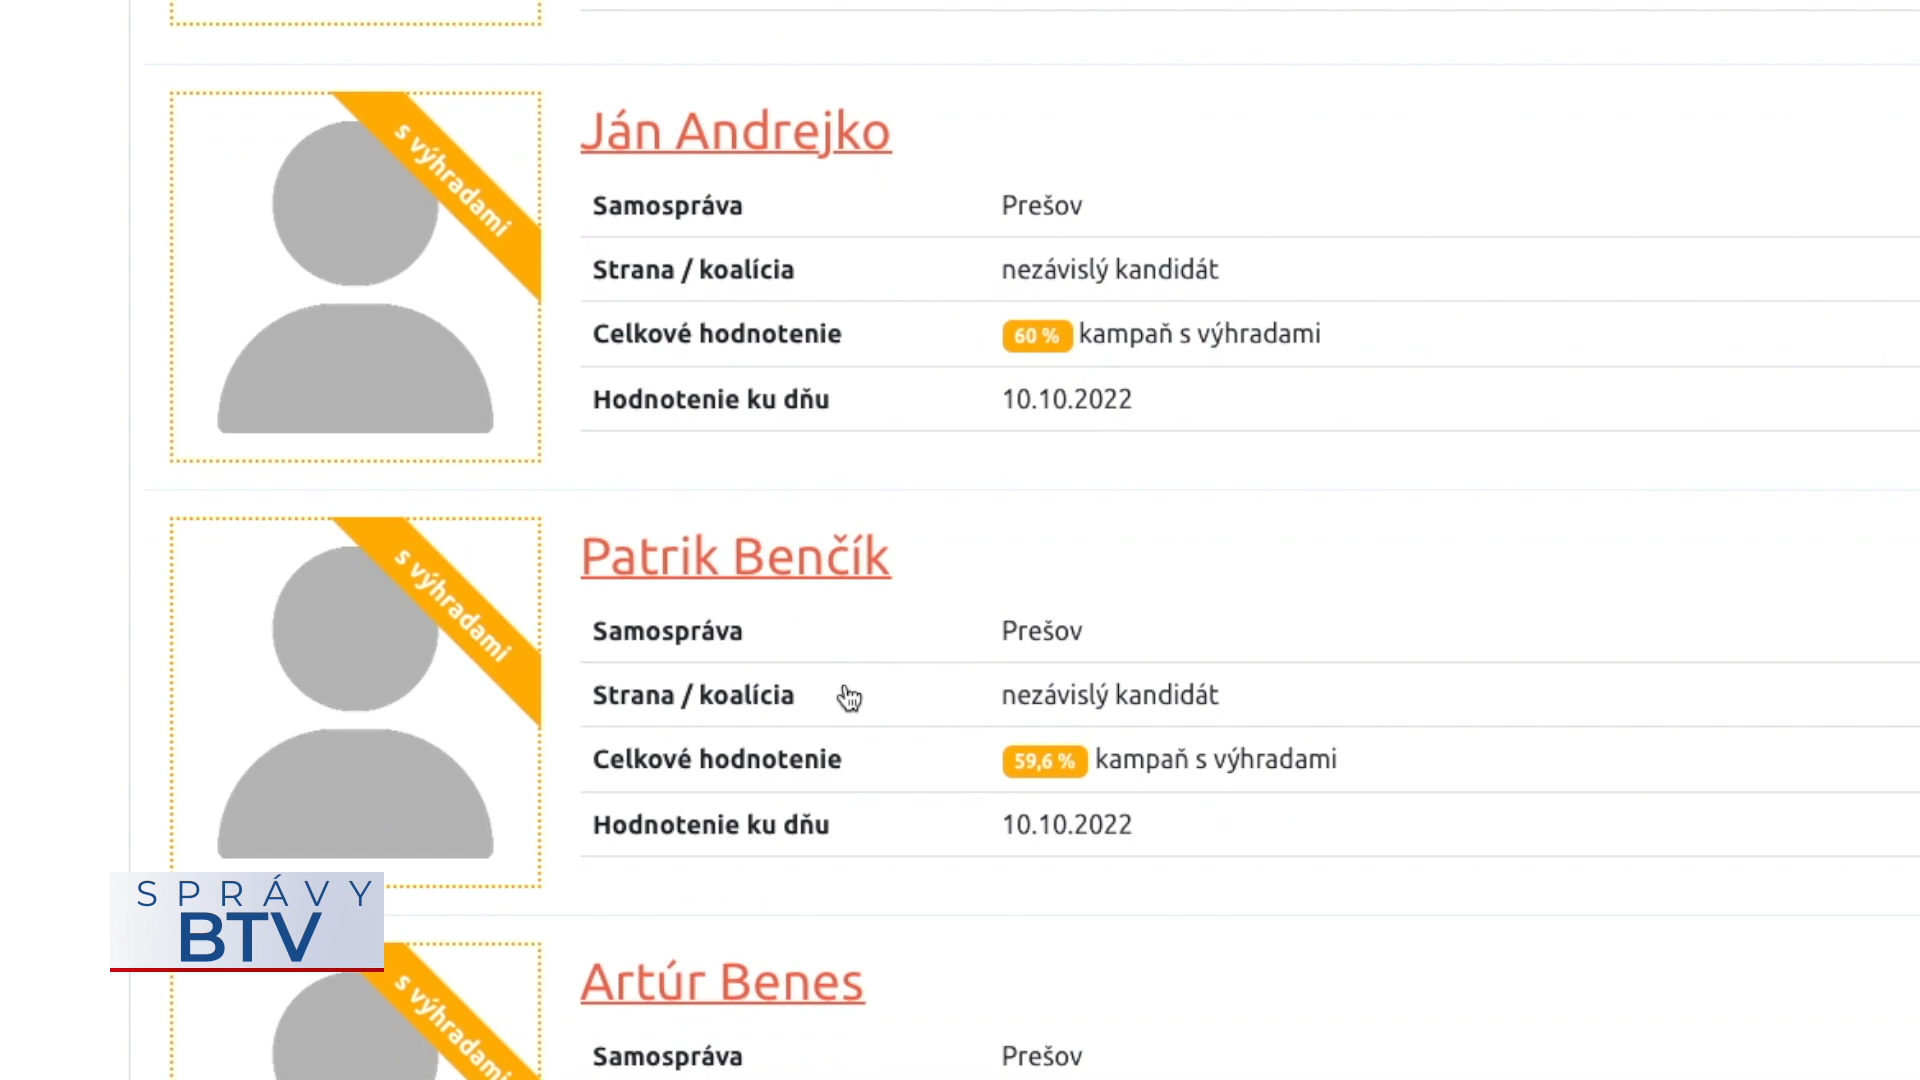 s výhradami
Ján Andrejko
Samospráva Prešov
Strana / koalícia nezávislý kandidát
Celkové hodnotenie 60 % kampaň s výhradami
Hodnotenie ku dňu 10.10.2022
s výhradami
Patrik Benčík
Samospráva Prešov
Strana / koalícia nezávislý kandidát
Celkové hodnotenie 59,6 % kampaň s výhradami
Hodnotenie ku dňu 10.10.2022
SPRÁVY
BTV
s výhradami
Artúr Benes
Samospráva Prešov